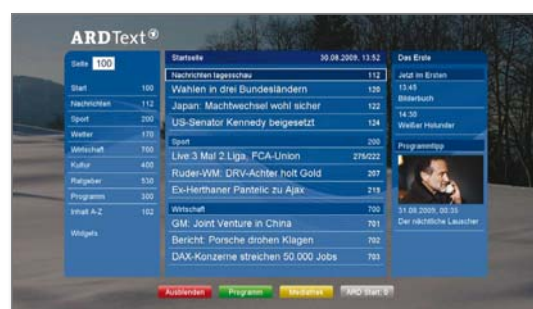 ARDText
Seite 100
Start 100
Nachrichten 112
Sport 200
Wetter 170
Wirtschaft 700
Kultur 400
Ratgeber 530
Programm 300
Inhalt A-Z 102
Widgets
Startseite 30.08.2009, 13:52
Nachrichten tagesschau 112
Wahlen in drei Bundesländern 120
Japan: Machtwechsel wohl sicher 122
US-Senator Kennedy beigesetzt 124
Sport 200
Live 3.Mal 2.Liga, FCA-Union 275/222
Ruder-WM: DRV-Achter holt Gold 207
Ex-Herthaner Pantelic zu Ajax 215
Wirtschaft 700
GM: Joint Venture in China 701
Bericht: Porsche drohen Klagen 702
DAX-Konzerne streichen 50.000 Jobs 703
Das Erste
Jetzt im Ersten
13:45
Bilderbuch
14:30
Weißer Holunder
Programmtipp
31.08.2009, 00:35
Der nächtliche Lauscher
Ausblenden Programm Mediathek ARD Start: 0